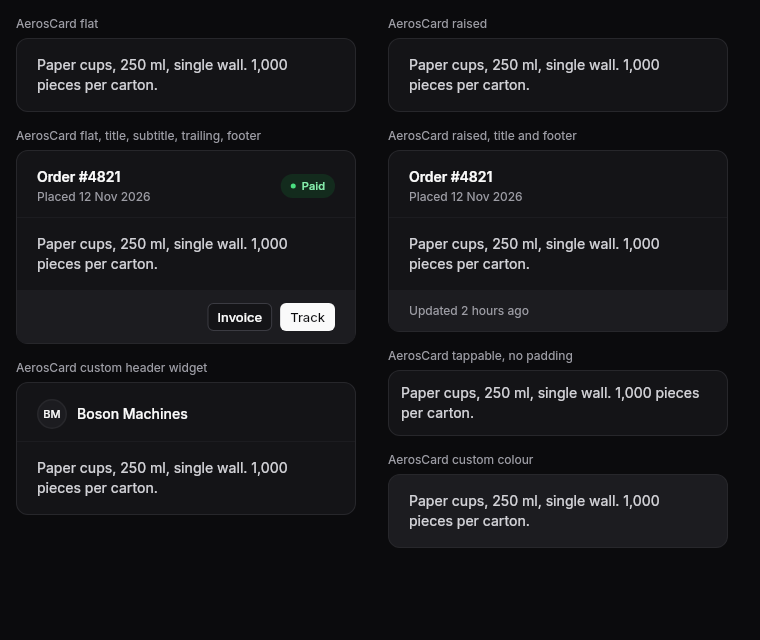 AerosCard flat
Paper cups, 250 ml, single wall. 1,000
pieces per carton.
AerosCard flat, title, subtitle, trailing, footer
Order #4821
Placed 12 Nov 2026
Paid
Paper cups, 250 ml, single wall. 1,000
pieces per carton.
Invoice
Track
AerosCard custom header widget
BM
Boson Machines
Paper cups, 250 ml, single wall. 1,000
pieces per carton.
AerosCard raised
Paper cups, 250 ml, single wall. 1,000
pieces per carton.
AerosCard raised, title and footer
Order #4821
Placed 12 Nov 2026
Paper cups, 250 ml, single wall. 1,000
pieces per carton.
Updated 2 hours ago
AerosCard tappable, no padding
Paper cups, 250 ml, single wall. 1,000 pieces
per carton.
AerosCard custom colour
Paper cups, 250 ml, single wall. 1,000
pieces per carton.